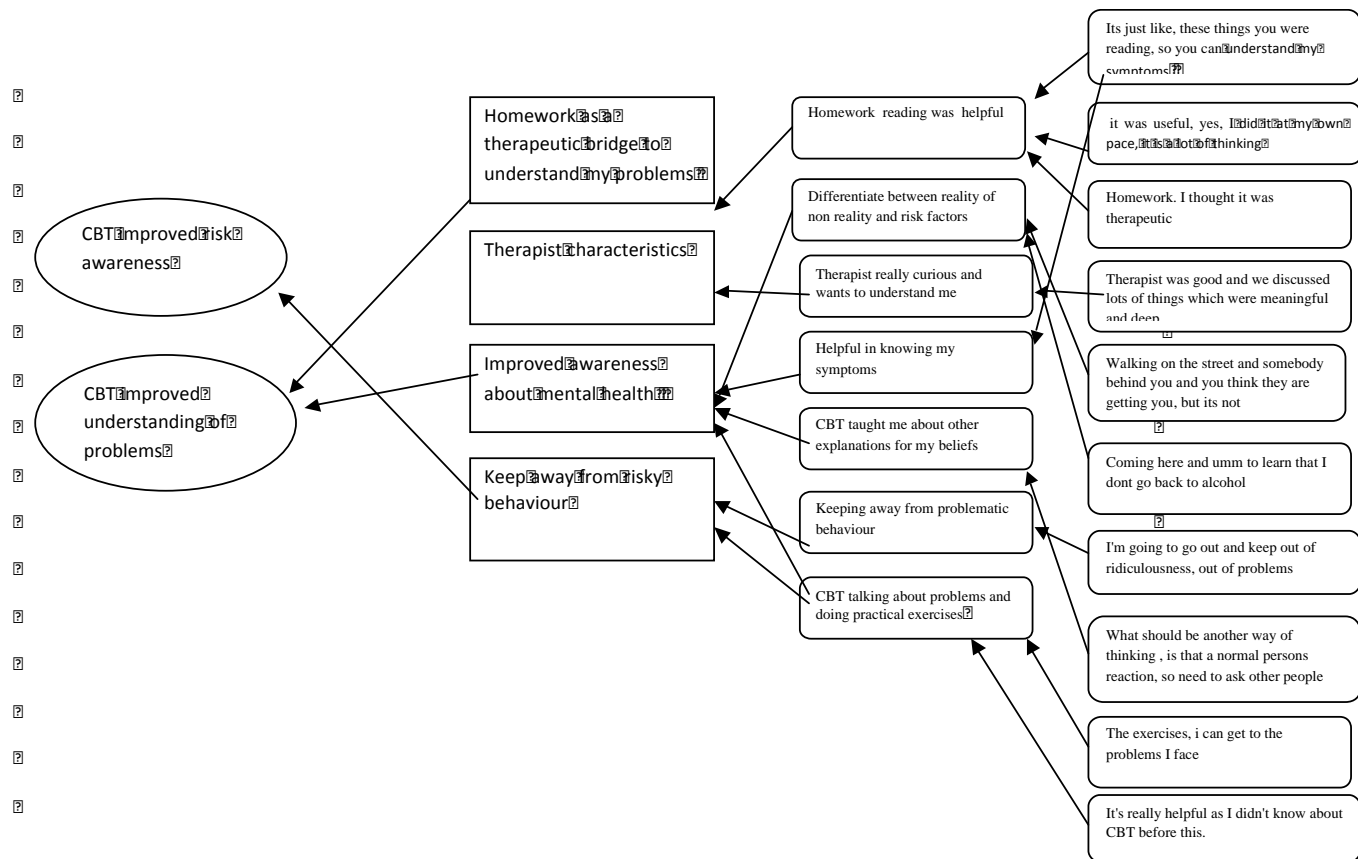 CBT improved risk
awareness
CBT improved
understanding of
problems
Homework as a
therapeutic bridge to
understand my problems
Therapist characteristics
Improved awareness
about mental health
Keep away from risky
behaviour
Homework reading was helpful
Differentiate between reality of
non reality and risk factors
Therapist really curious and
wants to understand me
Helpful in knowing my
symptoms
CBT taught me about other
explanations for my beliefs
Keeping away from problematic
behaviour
CBT talking about problems and
doing practical exercises
Its just like, these things you were
reading, so you can understand my
symptoms
it was useful, yes, I did it at my own
pace, it is a lot of thinking
Homework. I thought it was
therapeutic
Therapist was good and we discussed
lots of things which were meaningful
and deep
Walking on the street and somebody
behind you and you think they are
getting you, but its not
Coming here and umm to learn that I
dont go back to alcohol
I'm going to go out and keep out of
ridiculousness, out of problems
What should be another way of
thinking , is that a normal persons
reaction, so need to ask other people
The exercises, i can get to the
problems I face
It's really helpful as I didn't know about
CBT before this.